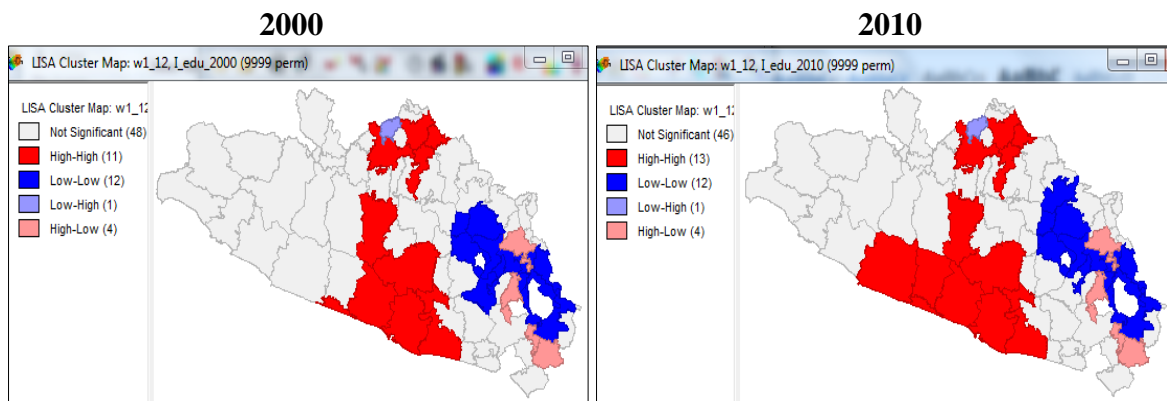 2000
2010
LISA Cluster Map: w1_12, I_edu_2000 (9999 perm)
LISA Cluster Map: w1_12
Not Significant (48)
High-High (11)
Low-Low (12)
Low-High (1)
High-Low (4)
LISA Cluster Map: w1_12, I_edu_2010 (9999 perm)
LISA Cluster Map: w1_12
Not Significant (46)
High-High (13)
Low-Low (12)
Low-High (1)
High-Low (4)